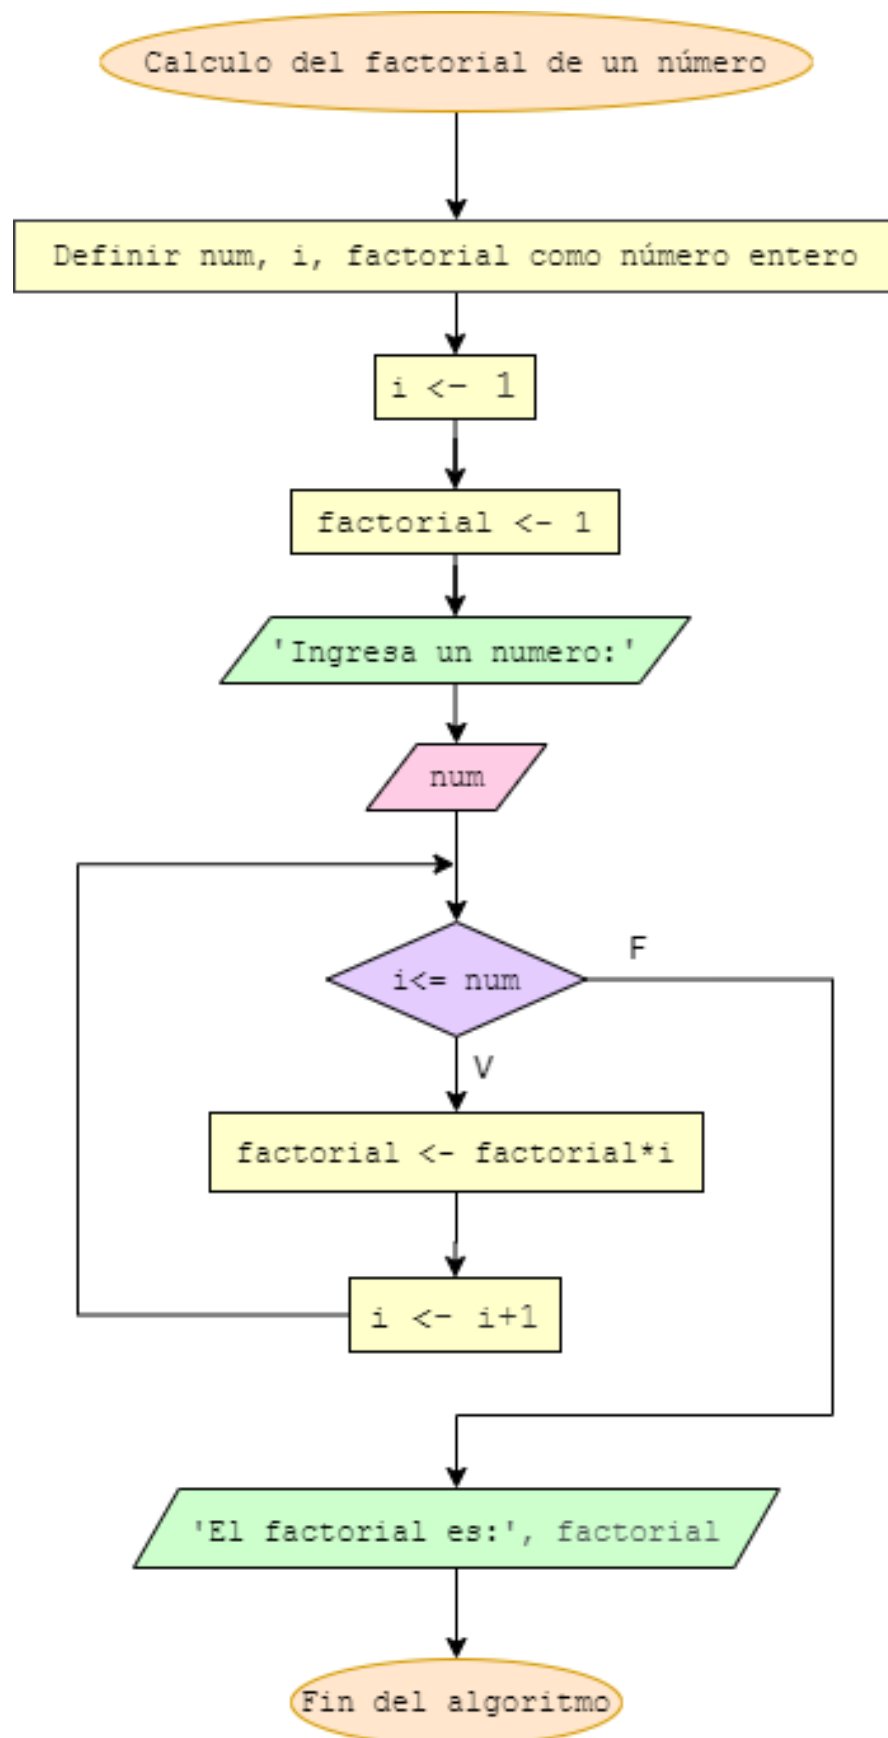 Calculo del factorial de un número
Definir num, i, factorial como número entero
i <- 1
factorial <- 1
'Ingresa un numero:'
num
i<= num
F
V
factorial <- factorial*i
i <- i+1
'El factorial es:', factorial
Fin del algoritmo